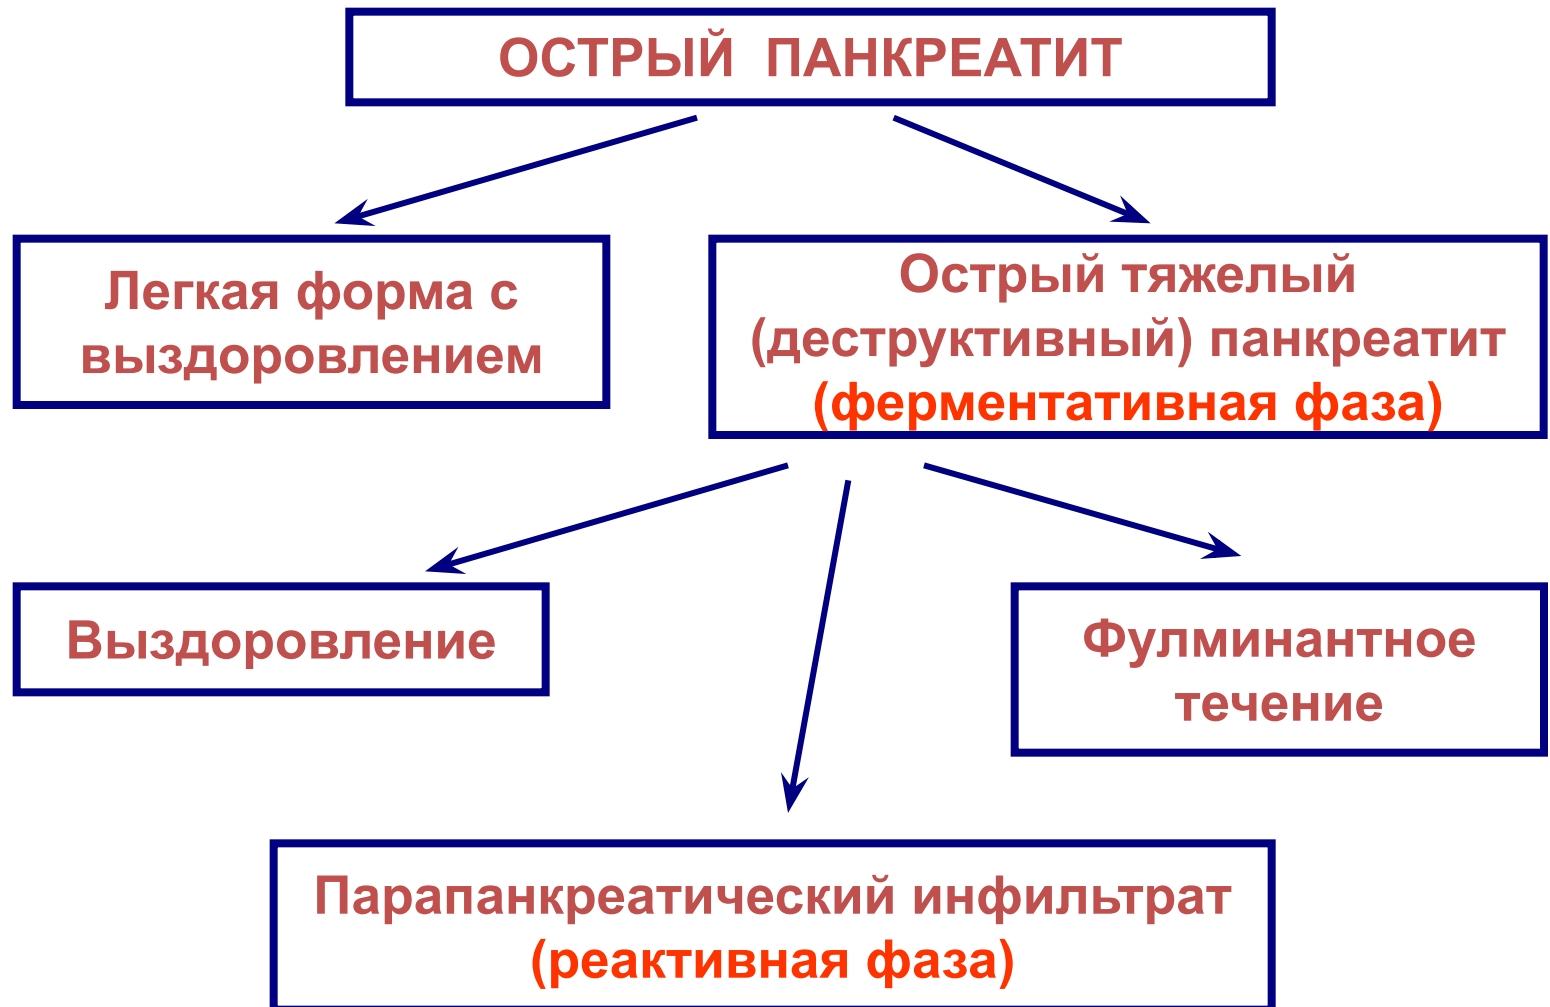 ОСТРЫЙ ПАНКРЕАТИТ
Легкая форма с
выздоровлением
Острый тяжелый
(деструктивный) панкреатит
(ферментативная фаза)
Выздоровление
Фулминантное
течение
Парапанкреатический инфильтрат
(реактивная фаза)